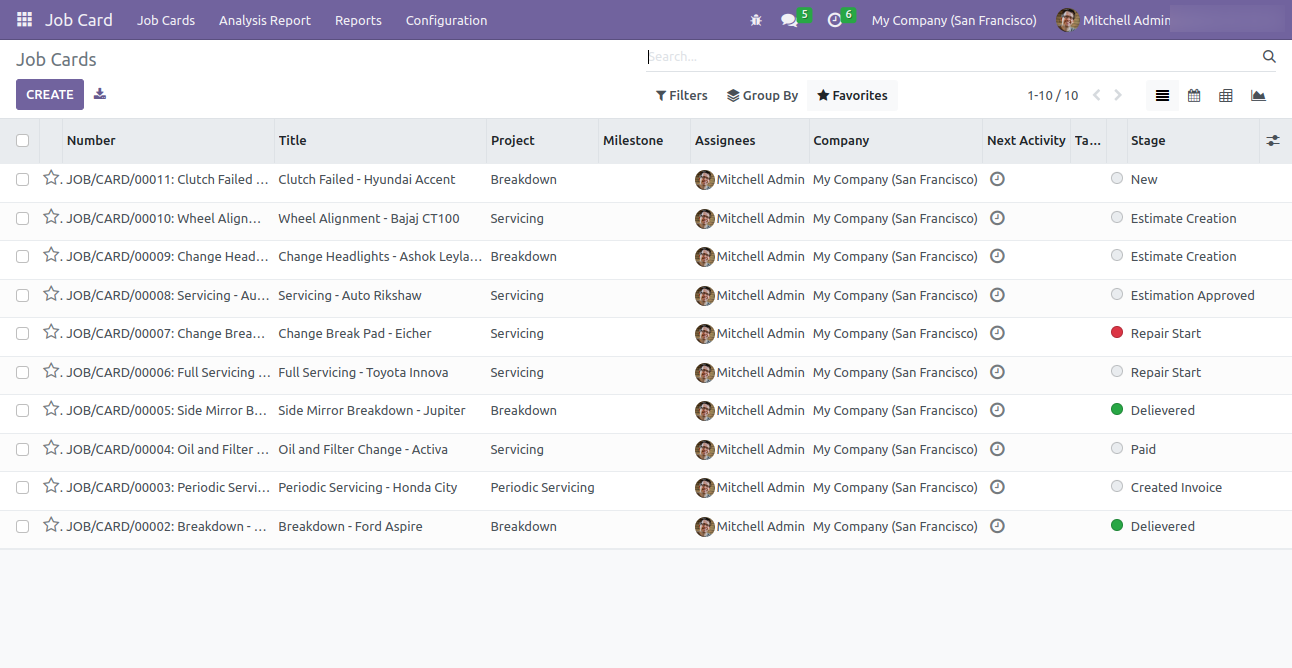 Job Card Job Cards Analysis Report Reports Configuration 5 6 My Company (San Francisco) Mitchell Admin
Job Cards Search...
CREATE Filters Group By Favorites 1-10 / 10
Number Title Project Milestone Assignees Company Next Activity Ta... Stage
JOB/CARD/00011: Clutch Failed ... Clutch Failed - Hyundai Accent Breakdown Mitchell Admin My Company (San Francisco) New
JOB/CARD/00010: Wheel Align... Wheel Alignment - Bajaj CT100 Servicing Mitchell Admin My Company (San Francisco) Estimate Creation
JOB/CARD/00009: Change Head... Change Headlights - Ashok Leyla... Breakdown Mitchell Admin My Company (San Francisco) Estimate Creation
JOB/CARD/00008: Servicing - Au... Servicing - Auto Rikshaw Servicing Mitchell Admin My Company (San Francisco) Estimation Approved
JOB/CARD/00007: Change Brea... Change Break Pad - Eicher Servicing Mitchell Admin My Company (San Francisco) Repair Start
JOB/CARD/00006: Full Servicing ... Full Servicing - Toyota Innova Servicing Mitchell Admin My Company (San Francisco) Repair Start
JOB/CARD/00005: Side Mirror B... Side Mirror Breakdown - Jupiter Breakdown Mitchell Admin My Company (San Francisco) Delievered
JOB/CARD/00004: Oil and Filter ... Oil and Filter Change - Activa Servicing Mitchell Admin My Company (San Francisco) Paid
JOB/CARD/00003: Periodic Servi... Periodic Servicing - Honda City Periodic Servicing Mitchell Admin My Company (San Francisco) Created Invoice
JOB/CARD/00002: Breakdown - ... Breakdown - Ford Aspire Breakdown Mitchell Admin My Company (San Francisco) Delievered